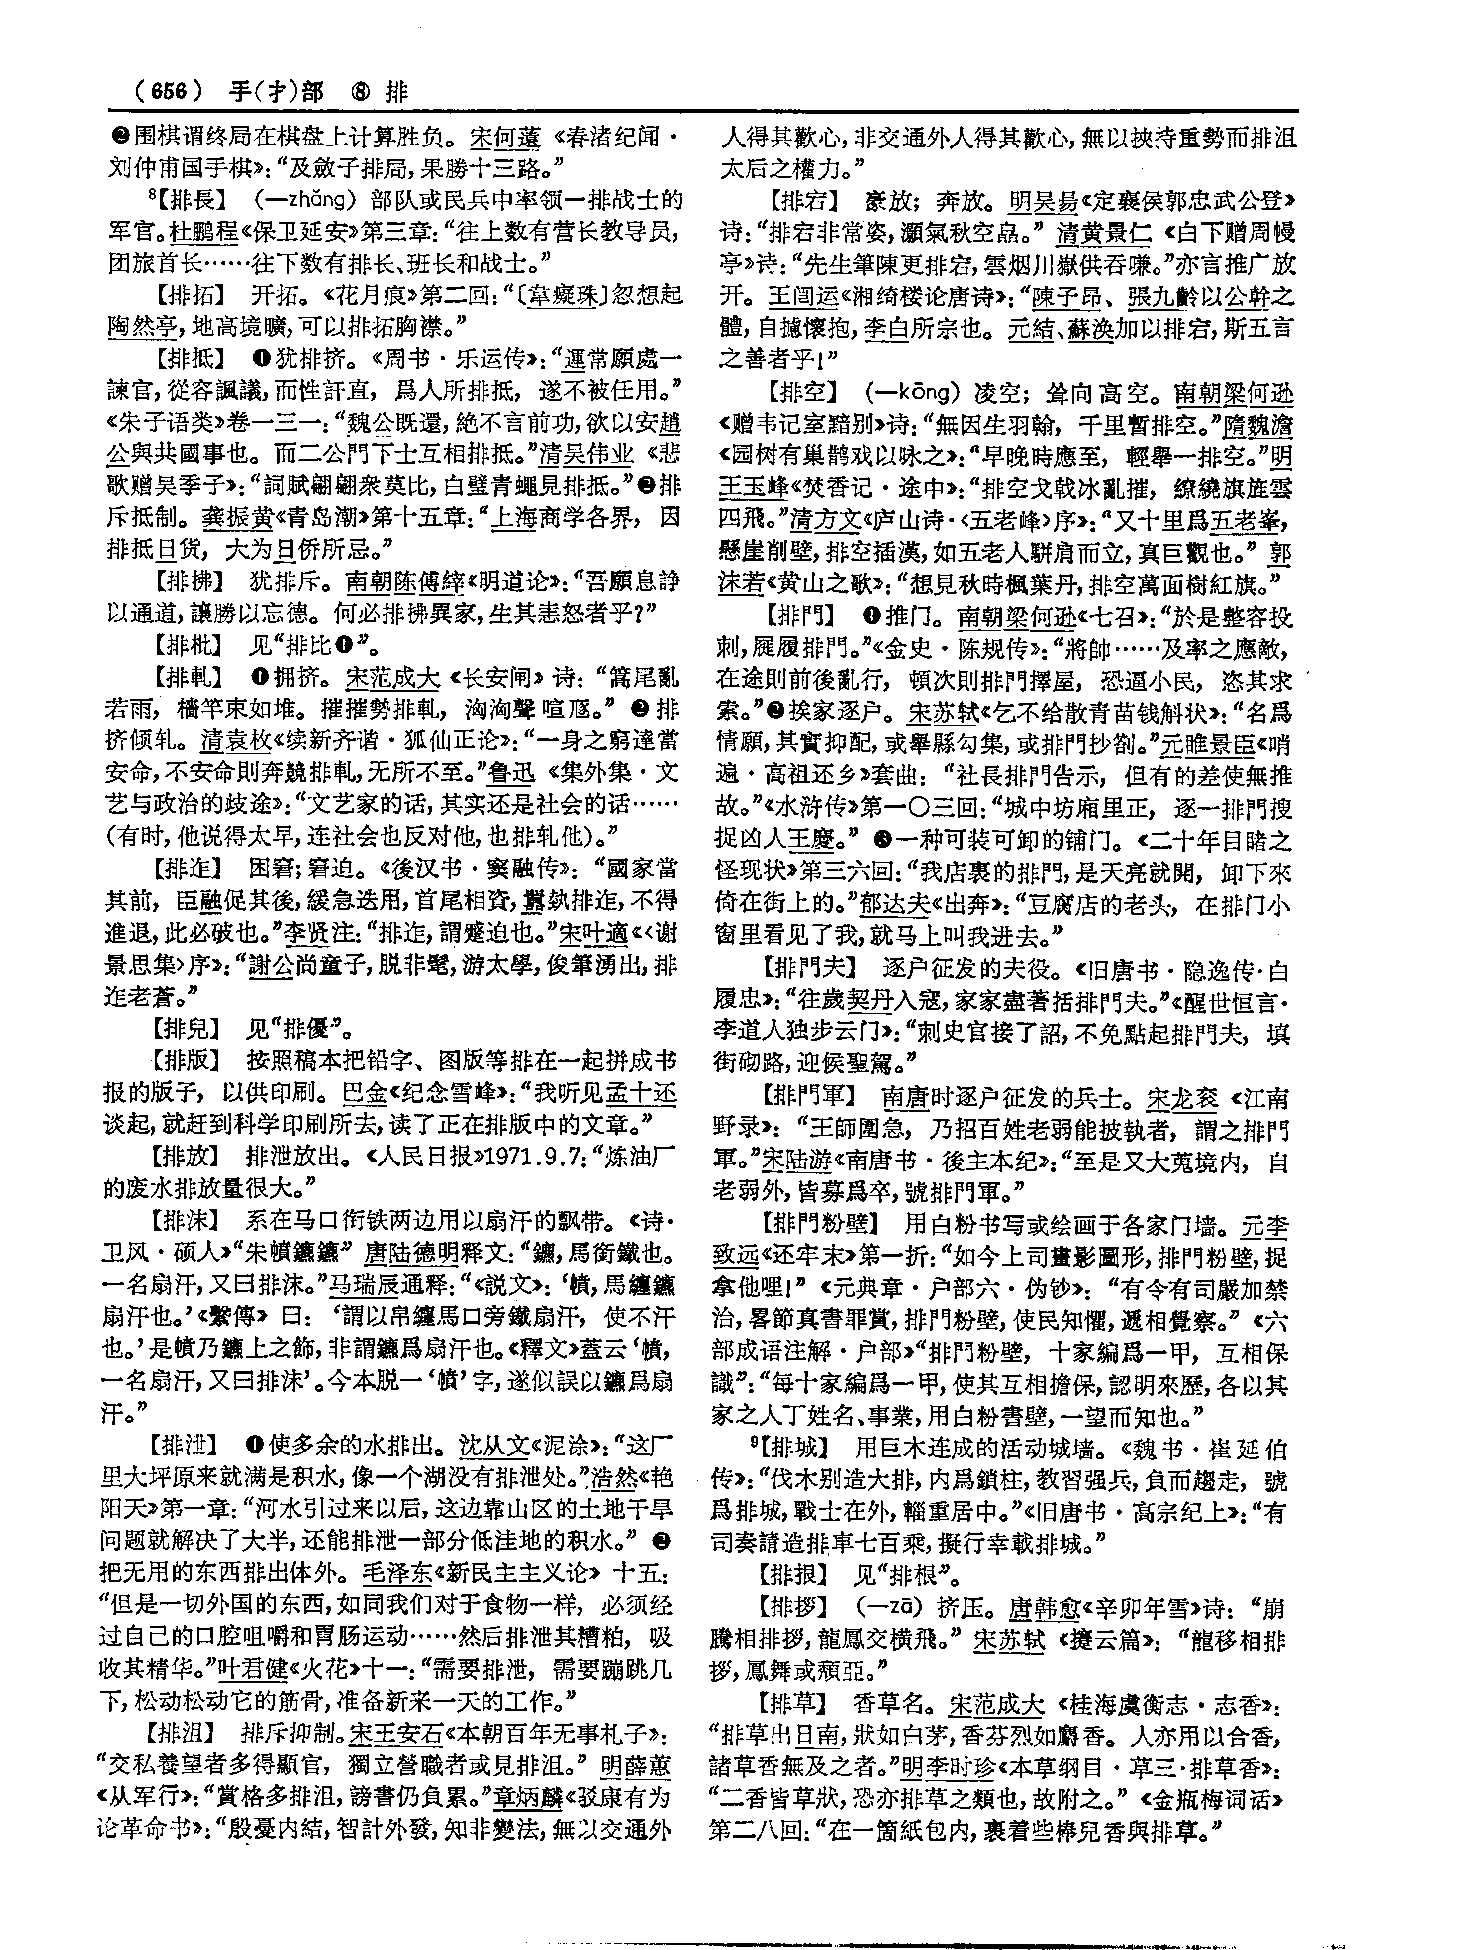 （656） 手(扌)部 ⑧ 排
❷围棋谓终局在棋盘上计算胜负。宋何薳《春渚纪闻·
刘仲甫国手棋》：“及斂子排局，果勝十三路。”
⁸【排長】 （—zhǎng）部队或民兵中率领一排战士的
军官。杜鹏程《保卫延安》第三章：“往上数有营长教导员，
团旅首长……往下数有排长、班长和战士。”
【排拓】 开拓。《花月痕》第二回：“〔韋癡珠〕忽想起
陶然亭，地高境曠，可以排拓胸襟。”
【排抵】 ❶犹排挤。《周书·乐运传》：“運常願處一
諫官，從容諷議，而性訐直，爲人所排抵，遂不被任用。”
《朱子语类》卷一三一：“魏公既還，絶不言前功，欲以安趙
公與共國事也。而二公門下士互相排抵。”清吴伟业《悲
歌赠吴季子》：“詞賦翩翩衆莫比，白璧青蠅見排抵。”❷排
斥抵制。龚振黄《青岛潮》第十五章：“上海商学各界，因
排抵日货，大为日侨所忌。”
【排拂】 犹排斥。南朝陈傅縡《明道论》：“吾願息諍
以通道，讓勝以忘德。何必排拂異家，生其恚怒者乎？”
【排枇】 见“排比❶”。
【排軋】 ❶拥挤。宋范成大《长安闸》诗：“篙尾亂
若雨，檣竿束如堆。摧摧勢排軋，洶洶聲喧豗。”❷排
挤倾轧。清袁枚《续新齐谐·狐仙正论》：“一身之窮達當
安命，不安命則奔競排軋，无所不至。”鲁迅《集外集·文
艺与政治的歧途》：“文艺家的话，其实还是社会的话……
（有时，他说得太早，连社会也反对他，也排轧他）。”
【排迮】 困窘；窘迫。《後汉书·窦融传》：“國家當
其前，臣融促其後，緩急迭用，首尾相資，囂埶排迮，不得
進退，此必破也。”李贤注：“排迮，謂蹙迫也。”宋叶適《〈谢
景思集〉序》：“謝公尚童子，脱非髦，游太學，俊筆湧出，排
迮老蒼。”
【排兒】 见“排優”。
【排版】 按照稿本把铅字、图版等排在一起拼成书
报的版子，以供印刷。巴金《纪念雪峰》：“我听见孟十还
谈起，就赶到科学印刷所去，读了正在排版中的文章。”
【排放】 排泄放出。《人民日报》1971.9.7：“炼油厂
的废水排放量很大。”
【排沫】 系在马口衔铁两边用以扇汗的飘带。《诗·
卫风·硕人》“朱幩鑣鑣”唐陆德明释文：“鑣，馬銜鐵也。
一名扇汗，又曰排沫。”马瑞辰通释：“《説文》：‘幩，馬纏鑣
扇汗也。’《繫傳》曰：‘謂以帛纏馬口旁鐵扇汗，使不汗
也。’是幩乃鑣上之飾，非謂鑣爲扇汗也。《釋文》蓋云‘幩，
一名扇汗，又曰排沫’。今本脱一‘幩’字，遂似誤以鑣爲扇
汗。”
【排泄】 ❶使多余的水排出。沈从文《泥涂》：“这厂
里大坪原来就满是积水，像一个湖没有排泄处。”浩然《艳
阳天》第一章：“河水引过来以后，这边靠山区的土地干旱
问题就解决了大半，还能排泄一部分低洼地的积水。”❷
把无用的东西排出体外。毛泽东《新民主主义论》十五：
“但是一切外国的东西，如同我们对于食物一样，必须经
过自己的口腔咀嚼和胃肠运动……然后排泄其糟粕，吸
收其精华。”叶君健《火花》十一：“需要排泄，需要蹦跳几
下，松动松动它的筋骨，准备新来一天的工作。”
【排沮】 排斥抑制。宋王安石《本朝百年无事札子》：
“交私養望者多得顯官，獨立營職者或見排沮。”明薛蕙
《从军行》：“賞格多排沮，謗書仍負累。”章炳麟《驳康有为
论革命书》：“殷憂内結，智計外發，知非變法，無以交通外
人得其歡心，非交通外人得其歡心，無以挾持重勢而排沮
太后之權力。”
【排宕】 豪放；奔放。明吴易《定襄侯郭忠武公登》
诗：“排宕非常姿，灝氣秋空皛。”清黄景仁《白下赠周幔
亭》诗：“先生筆陳更排宕，雲烟川嶽供吞嗛。”亦言推广放
开。王闿运《湘绮楼论唐诗》：“陳子昂、張九齡以公幹之
體，自攄懷抱，李白所宗也。元結、蘇涣加以排宕，斯五言
之善者乎！”
【排空】 （—kōng）凌空；耸向高空。南朝梁何逊
《赠韦记室黯别》诗：“無因生羽翰，千里暫排空。”隋魏澹
《园树有巢鹊戏以咏之》：“早晚時應至，輕舉一排空。”明
王玉峰《焚香记·途中》：“排空戈戟冰亂摧，繚繞旗旌雲
四飛。”清方文《庐山诗·〈五老峰〉序》：“又十里爲五老峯，
懸崖削壁，排空插漢，如五老人駢肩而立，真巨觀也。”郭
沫若《黄山之歌》：“想見秋時楓葉丹，排空萬面樹紅旗。”
【排門】 ❶推门。南朝梁何逊《七召》：“於是整容投
刺，屣履排門。”《金史·陈规传》：“將帥……及率之應敵，
在途則前後亂行，頓次則排門擇屋，恐逼小民，恣其求
索。”❷挨家逐户。宋苏轼《乞不给散青苗钱斛状》：“名爲
情願，其實抑配，或舉縣勾集，或排門抄劄。”元睢景臣《哨
遍·高祖还乡》套曲：“社長排門告示，但有的差使無推
故。”《水浒传》第一〇三回：“城中坊廂里正，逐一排門搜
捉凶人王慶。”❸一种可装可卸的铺门。《二十年目睹之
怪现状》第三六回：“我店裏的排門，是天亮就開，卸下來
倚在街上的。”郁达夫《出奔》：“豆腐店的老头，在排门小
窗里看见了我，就马上叫我进去。”
【排門夫】 逐户征发的夫役。《旧唐书·隐逸传·白
履忠》：“往歲契丹入寇，家家盡著括排門夫。”《醒世恒言·
李道人独步云门》：“刺史官接了詔，不免點起排門夫，填
街砌路，迎候聖駕。”
【排門軍】 南唐时逐户征发的兵士。宋龙衮《江南
野录》：“王師圍急，乃招百姓老弱能披執者，謂之排門
軍。”宋陆游《南唐书·後主本纪》：“至是又大蒐境内，自
老弱外，皆募爲卒，號排門軍。”
【排門粉壁】 用白粉书写或绘画于各家门墙。元李
致远《还牢末》第一折：“如今上司畫影圖形，排門粉壁，捉
拿他哩！”《元典章·户部六·伪钞》：“有令有司嚴加禁
治，畧節真書罪賞，排門粉壁，使民知懼，遞相覺察。”《六
部成语注解·户部》“排門粉壁，十家編爲一甲，互相保
識”：“每十家編爲一甲，使其互相擔保，認明來歷，各以其
家之人丁姓名、事業，用白粉書壁，一望而知也。”
⁹【排城】 用巨木连成的活动城墙。《魏书·崔延伯
传》：“伐木别造大排，内爲鎖柱，教習强兵，負而趨走，號
爲排城，戰士在外，輜重居中。”《旧唐书·高宗纪上》：“有
司奏請造排車七百乘，擬行幸載排城。”
【排拫】 见“排根”。
【排拶】 （—zā）挤压。唐韩愈《辛卯年雪》诗：“崩
騰相排拶，龍鳳交横飛。”宋苏轼《攓云篇》：“龍移相排
拶，鳳舞或頽亞。”
【排草】 香草名。宋范成大《桂海虞衡志·志香》：
“排草出日南，狀如白茅，香芬烈如麝香。人亦用以合香，
諸草香無及之者。”明李时珍《本草纲目·草三·排草香》：
“二香皆草狀，恐亦排草之類也，故附之。”《金瓶梅词话》
第二八回：“在一箇紙包内，裹着些棒兒香與排草。”